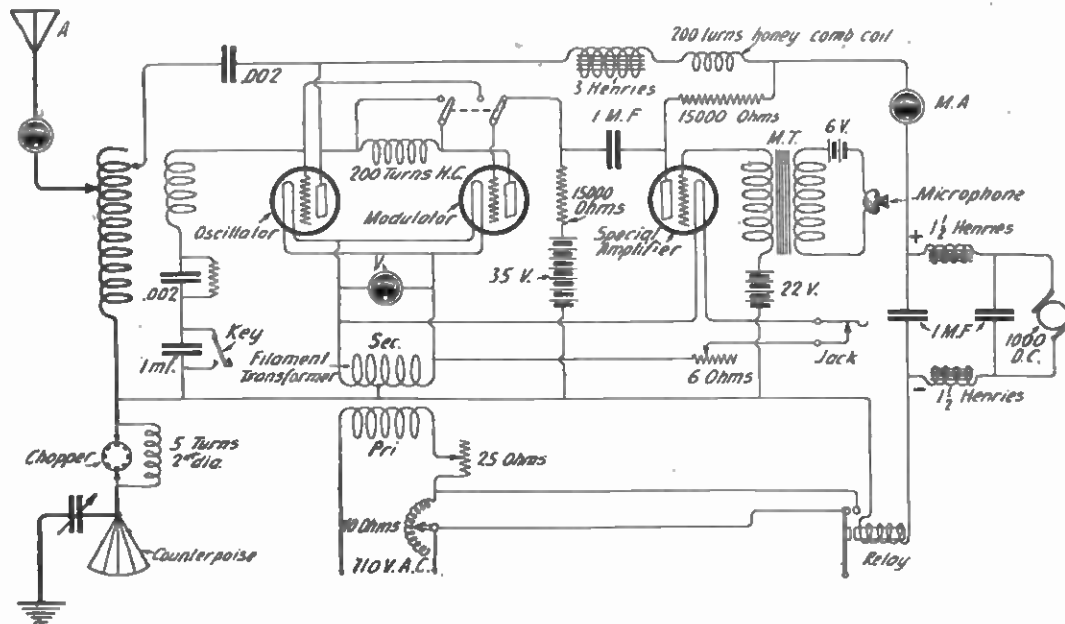 A
200 turns honey comb coil
.002
3 Henries
M.A
1 M.F
15000 Ohms
M.T.
6 V.
200 Turns H.C.
Microphone
Oscillator
Modulator
15000
Ohms
Special
Amplifier
1½ Henries
+
V.
35 V.
22 V.
.002
1 M.F
1000
D.C.
Key
Sec.
1 mf.
Filament
Transformer
Jack
6 Ohms
-
1½ Henries
Chopper
5 Turns
2" dia.
Pri
25 Ohms
10 Ohms
Counterpoise
110 V. A.C.
Relay